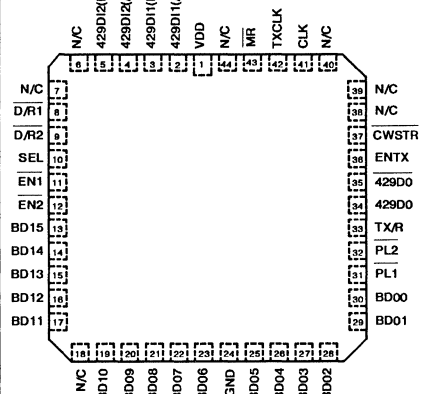 N/C
429DI2(
429DI2(
429DI1(
429DI1(
VDD
N/C
MR
TXCLK
CLK
N/C
6 5 4 3 2 1 44 43 42 41 40
N/C 7
D/R1 8
D/R2 9
SEL 10
EN1 11
EN2 12
BD15 13
BD14 14
BD13 15
BD12 16
BD11 17
39 N/C
38 N/C
37 CWSTR
36 ENTX
35 429D0
34 429D0
33 TX/R
32 PL2
31 PL1
30 BD00
29 BD01
18 19 20 21 22 23 24 25 26 27 28
N/C
BD10
BD09
BD08
BD07
BD06
GND
BD05
BD04
BD03
BD02